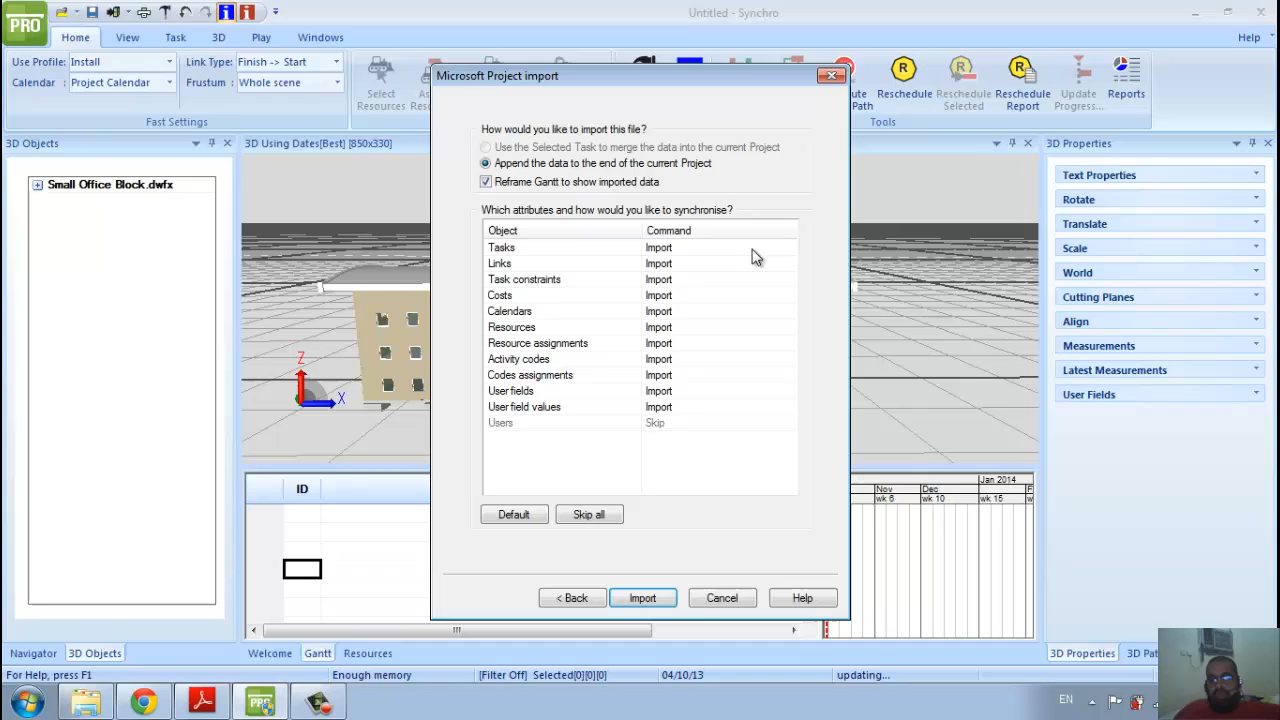 Untitled - Synchro
PRO
Home View Task 3D Play Windows Help
Use Profile: Install Link Type: Finish -> Start
Calendar : Project Calendar Frustum : Whole scene
Fast Settings
Select Resources
Reschedule
Reschedule Selected
Reschedule Report
Update Progress...
Reports
Path
Tools
3D Objects
Small Office Block.dwfx
3D Using Dates[Best] [850x330]
Z
X
Microsoft Project import
How would you like to import this file?
Use the Selected Task to merge the data into the current Project
Append the data to the end of the current Project
Reframe Gantt to show imported data
Which attributes and how would you like to synchronise?
Object Command
Tasks Import
Links Import
Task constraints Import
Costs Import
Calendars Import
Resources Import
Resource assignments Import
Activity codes Import
Codes assignments Import
User fields Import
User field values Import
Users Skip
Default Skip all
< Back Import Cancel Help
3D Properties
Text Properties
Rotate
Translate
Scale
World
Cutting Planes
Align
Measurements
Latest Measurements
User Fields
ID
Jan 2014
Nov Dec
wk 6 wk 10 wk 15
Navigator 3D Objects Welcome Gantt Resources 3D Properties 3D Pat
For Help, press F1 Enough memory [Filter Off] Selected[0][0][0] 04/10/13 updating...
PRO
EN